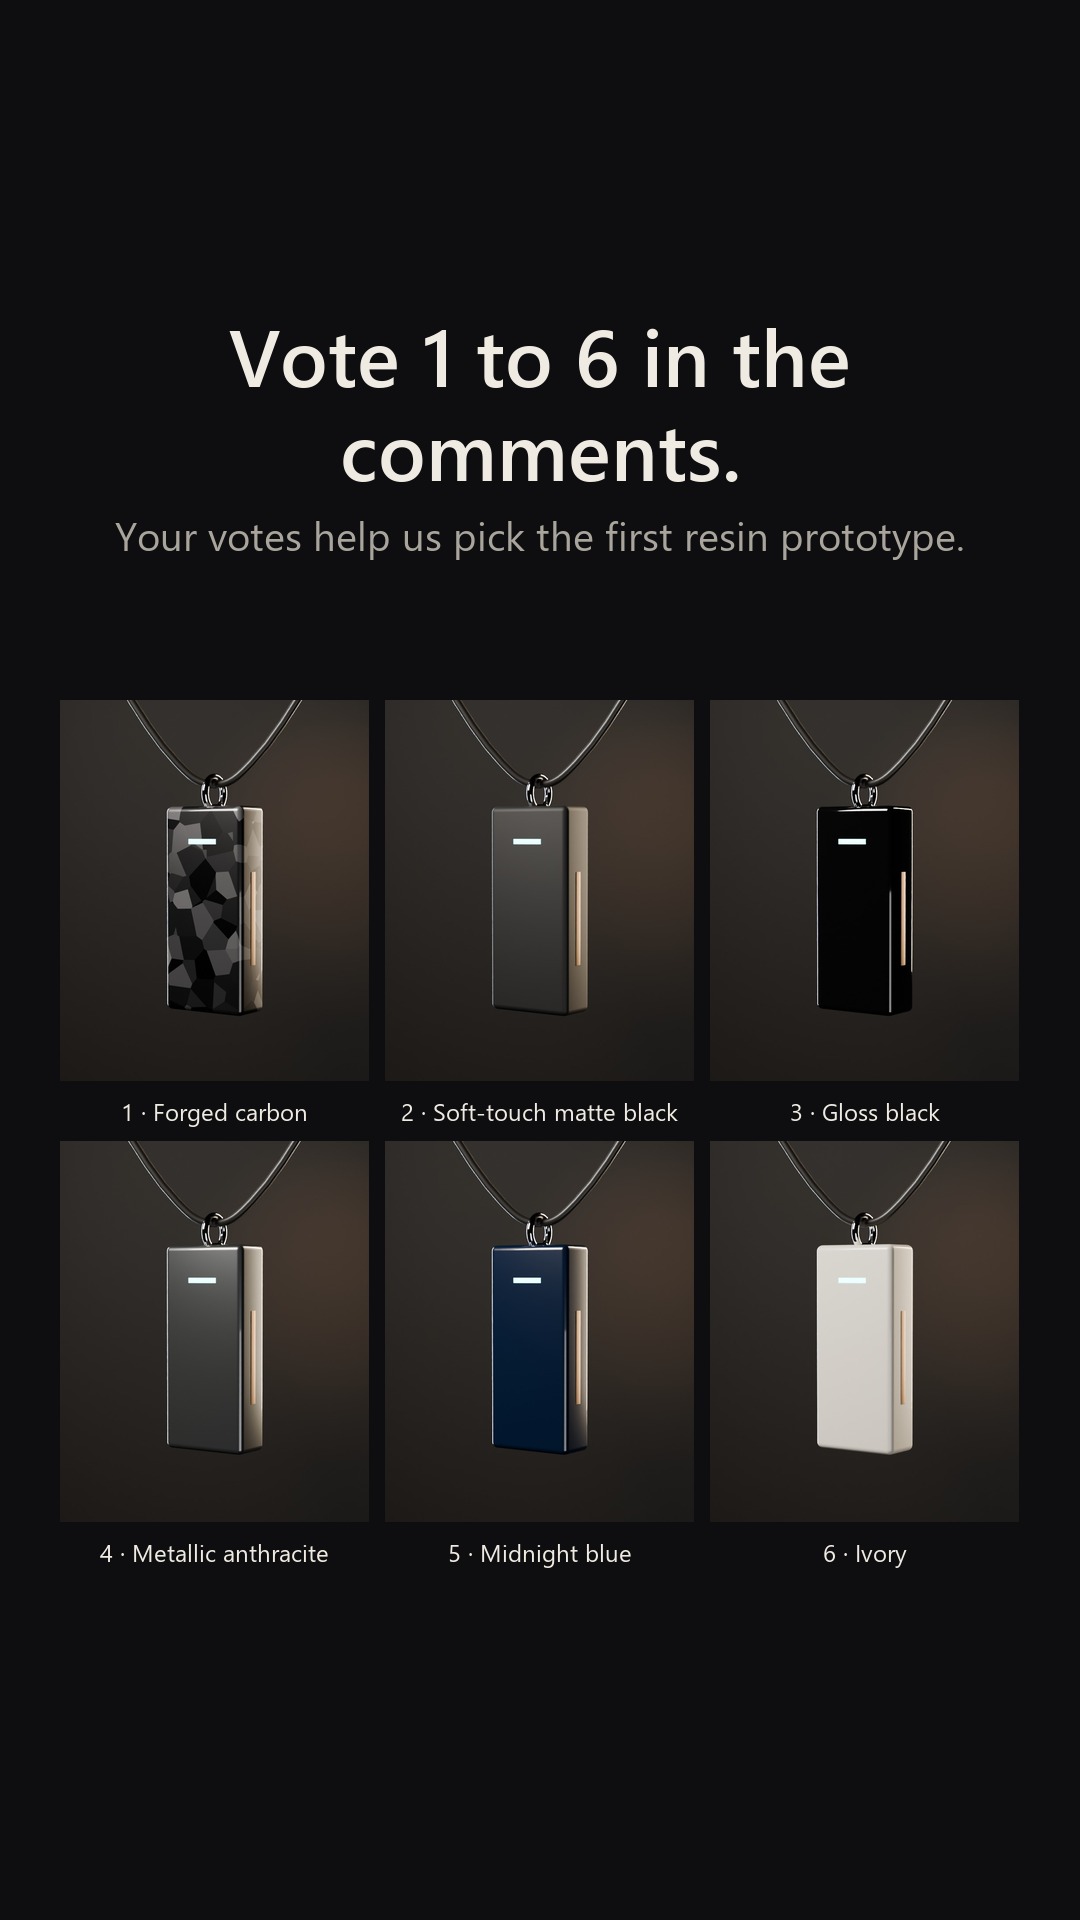 Vote 1 to 6 in the
comments.
Your votes help us pick the first resin prototype.
1 · Forged carbon
2 · Soft-touch matte black
3 · Gloss black
4 · Metallic anthracite
5 · Midnight blue
6 · Ivory